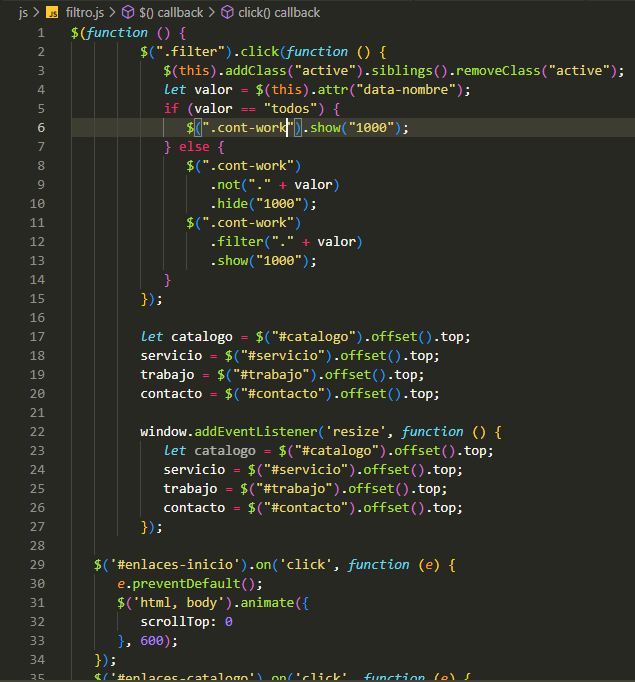 js > JS filtro.js > $() callback > click() callback
1 $(function () {
2 $(".filter").click(function () {
3 $(this).addClass("active").siblings().removeClass("active");
4 let valor = $(this).attr("data-nombre");
5 if (valor == "todos") {
6 $(".cont-work").show("1000");
7 } else {
8 $(".cont-work")
9 .not("." + valor)
10 .hide("1000");
11 $(".cont-work")
12 .filter("." + valor)
13 .show("1000");
14 }
15 });
16
17 let catalogo = $("#catalogo").offset().top;
18 servicio = $("#servicio").offset().top;
19 trabajo = $("#trabajo").offset().top;
20 contacto = $("#contacto").offset().top;
21
22 window.addEventListener('resize', function () {
23 let catalogo = $("#catalogo").offset().top;
24 servicio = $("#servicio").offset().top;
25 trabajo = $("#trabajo").offset().top;
26 contacto = $("#contacto").offset().top;
27 });
28
29 $('#enlaces-inicio').on('click', function (e) {
30 e.preventDefault();
31 $('html, body').animate({
32 scrollTop: 0
33 }, 600);
34 });
35 $('#enlaces-catalogo').on('click', function (e) {